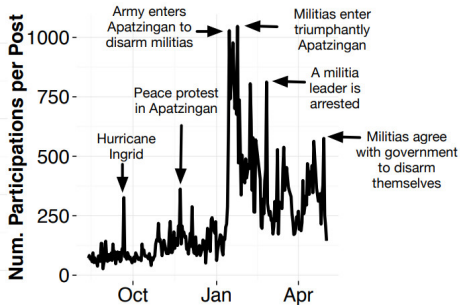 Num. Participations per Post
1000
750
500
250
0
Oct
Jan
Apr
Hurricane
Ingrid
Peace protest
in Apatzingan
Army enters
Apatzingan to
disarm militias
Militias enter
triumphantly
Apatzingan
A militia
leader is
arrested
Militias agree
with government
to disarm
themselves